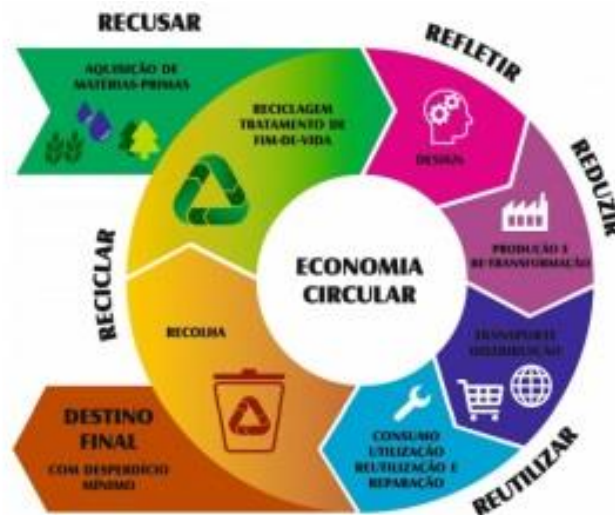 RECUSAR
AQUISIÇÃO DE
MATÉRIAS-PRIMAS
RECICLAGEM
TRATAMENTO DE
FIM-DE-VIDA
REFLETIR
DESIGN
REDUZIR
PRODUÇÃO E
RE-TRANSFORMAÇÃO
ECONOMIA
CIRCULAR
TRANSPORTE
DISTRIBUIÇÃO
REUTILIZAR
CONSUMO
UTILIZAÇÃO
REUTILIZAÇÃO E
REPARAÇÃO
RECICLAR
RECOLHA
DESTINO
FINAL
COM DESPERDÍCIO
MÍNIMO